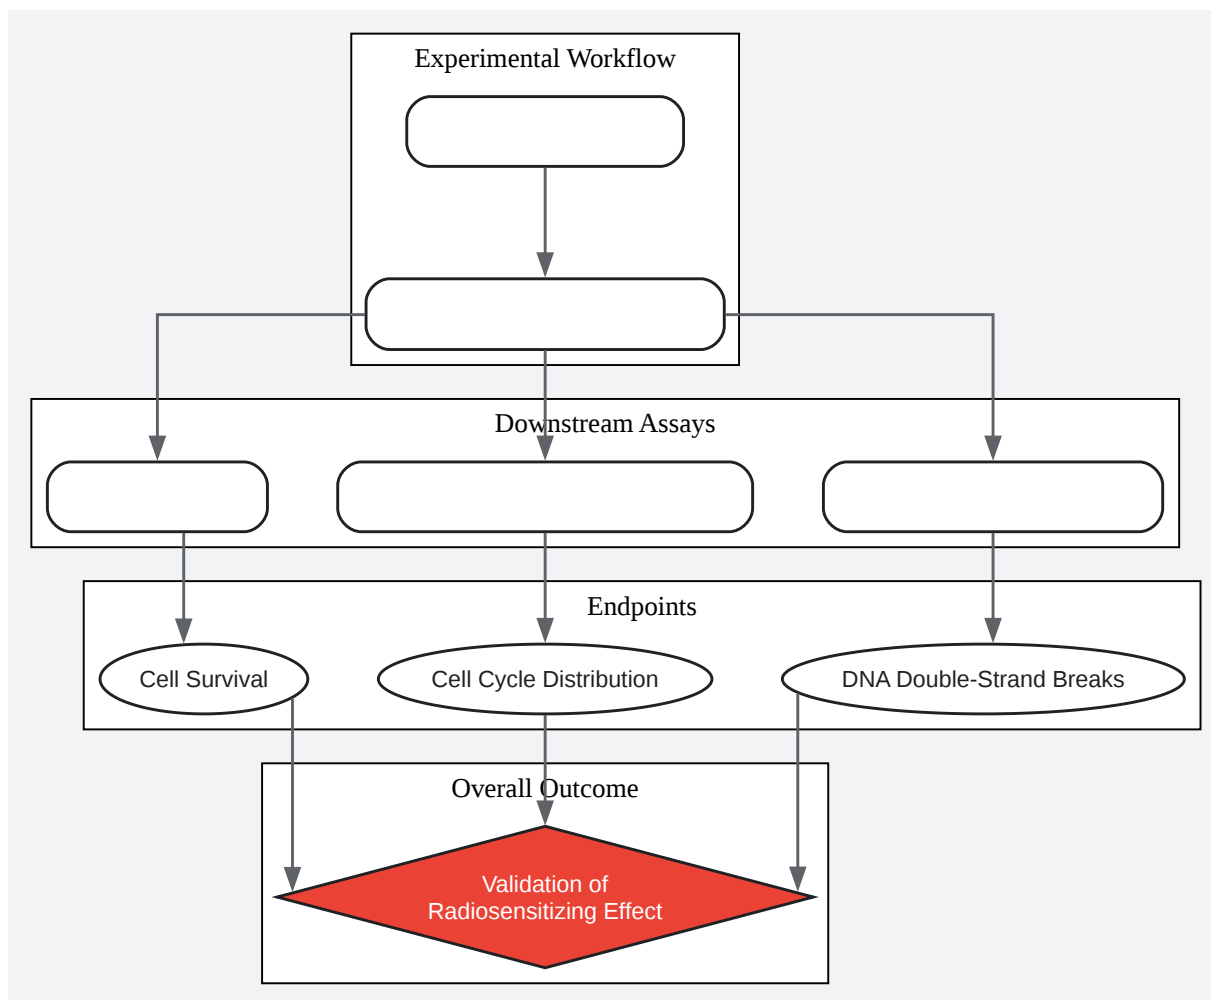 Experimental Workflow
Downstream Assays
Endpoints
Cell Survival
Cell Cycle Distribution
DNA Double-Strand Breaks
Overall Outcome
Validation of
Radiosensitizing Effect